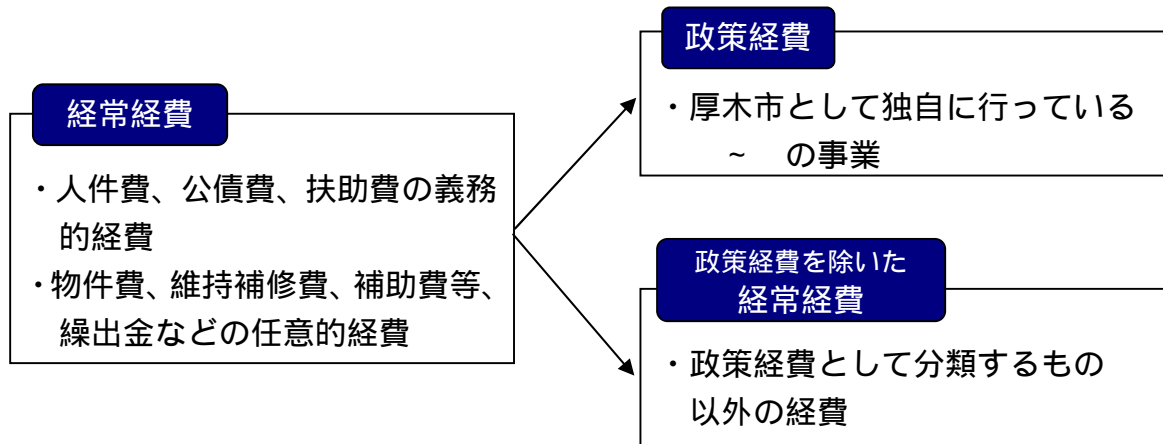 経常経費
・人件費、公債費、扶助費の義務
的経費
・物件費、維持補修費、補助費等、
繰出金などの任意的経費
政策経費
・厚木市として独自に行っている
~ の事業
政策経費を除いた
経常経費
・政策経費として分類するもの
以外の経費